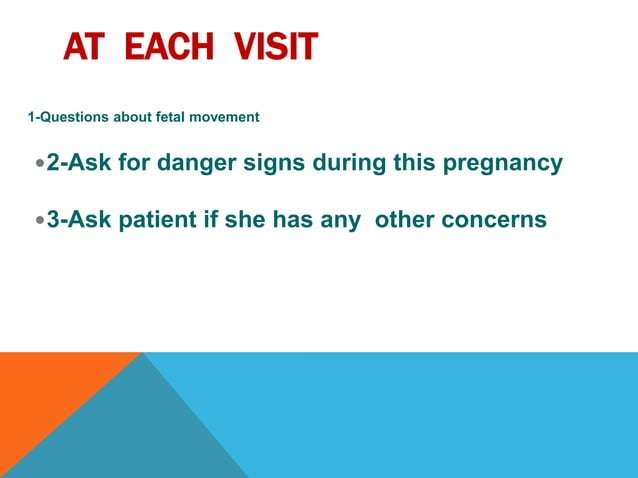 AT EACH VISIT
1-Questions about fetal movement
•2-Ask for danger signs during this pregnancy
•3-Ask patient if she has any other concerns